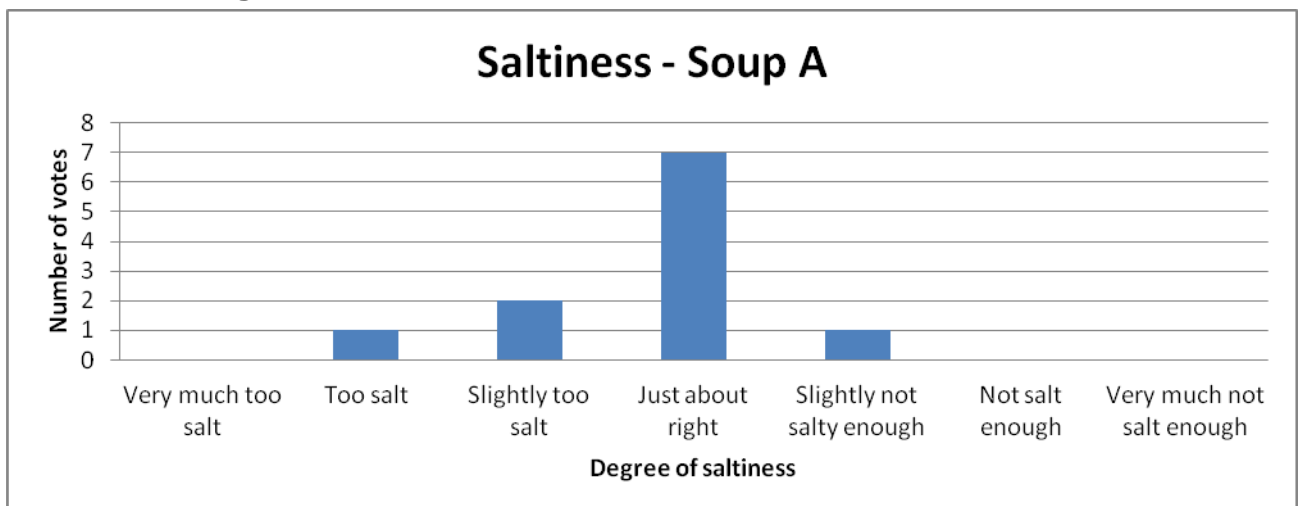 Saltiness - Soup A
Number of votes
8
7
6
5
4
3
2
1
0
Very much too
salt
Too salt
Slightly too
salt
Just about
right
Slightly not
salty enough
Not salt
enough
Very much not
salt enough
Degree of saltiness